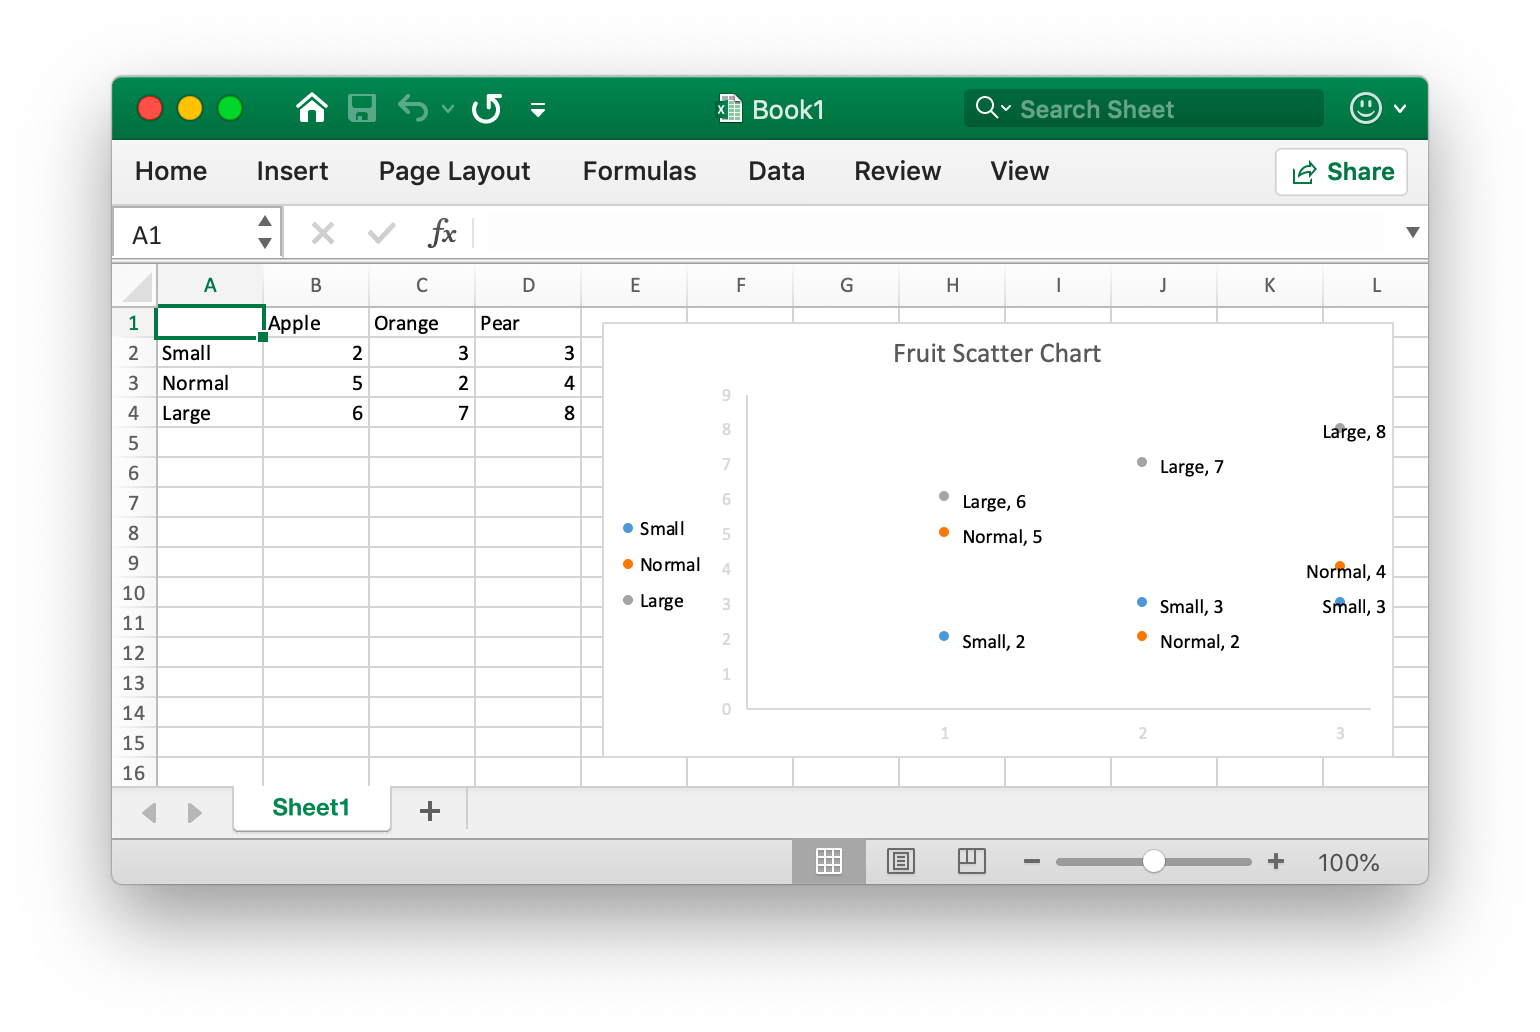 Book1
Search Sheet
Home Insert Page Layout Formulas Data Review View Share
A1 fx
A B C D E F G H I J K L
1 Apple Orange Pear
2 Small 2 3 3
3 Normal 5 2 4
4 Large 6 7 8
5
6
7
8
9
10
11
12
13
14
15
16
Fruit Scatter Chart
9
8
7
6
5
4
3
2
1
0
1 2 3
Small
Normal
Large
Large, 8
Large, 7
Large, 6
Normal, 5
Normal, 4
Small, 3
Small, 3
Small, 2
Normal, 2
Sheet1
100%